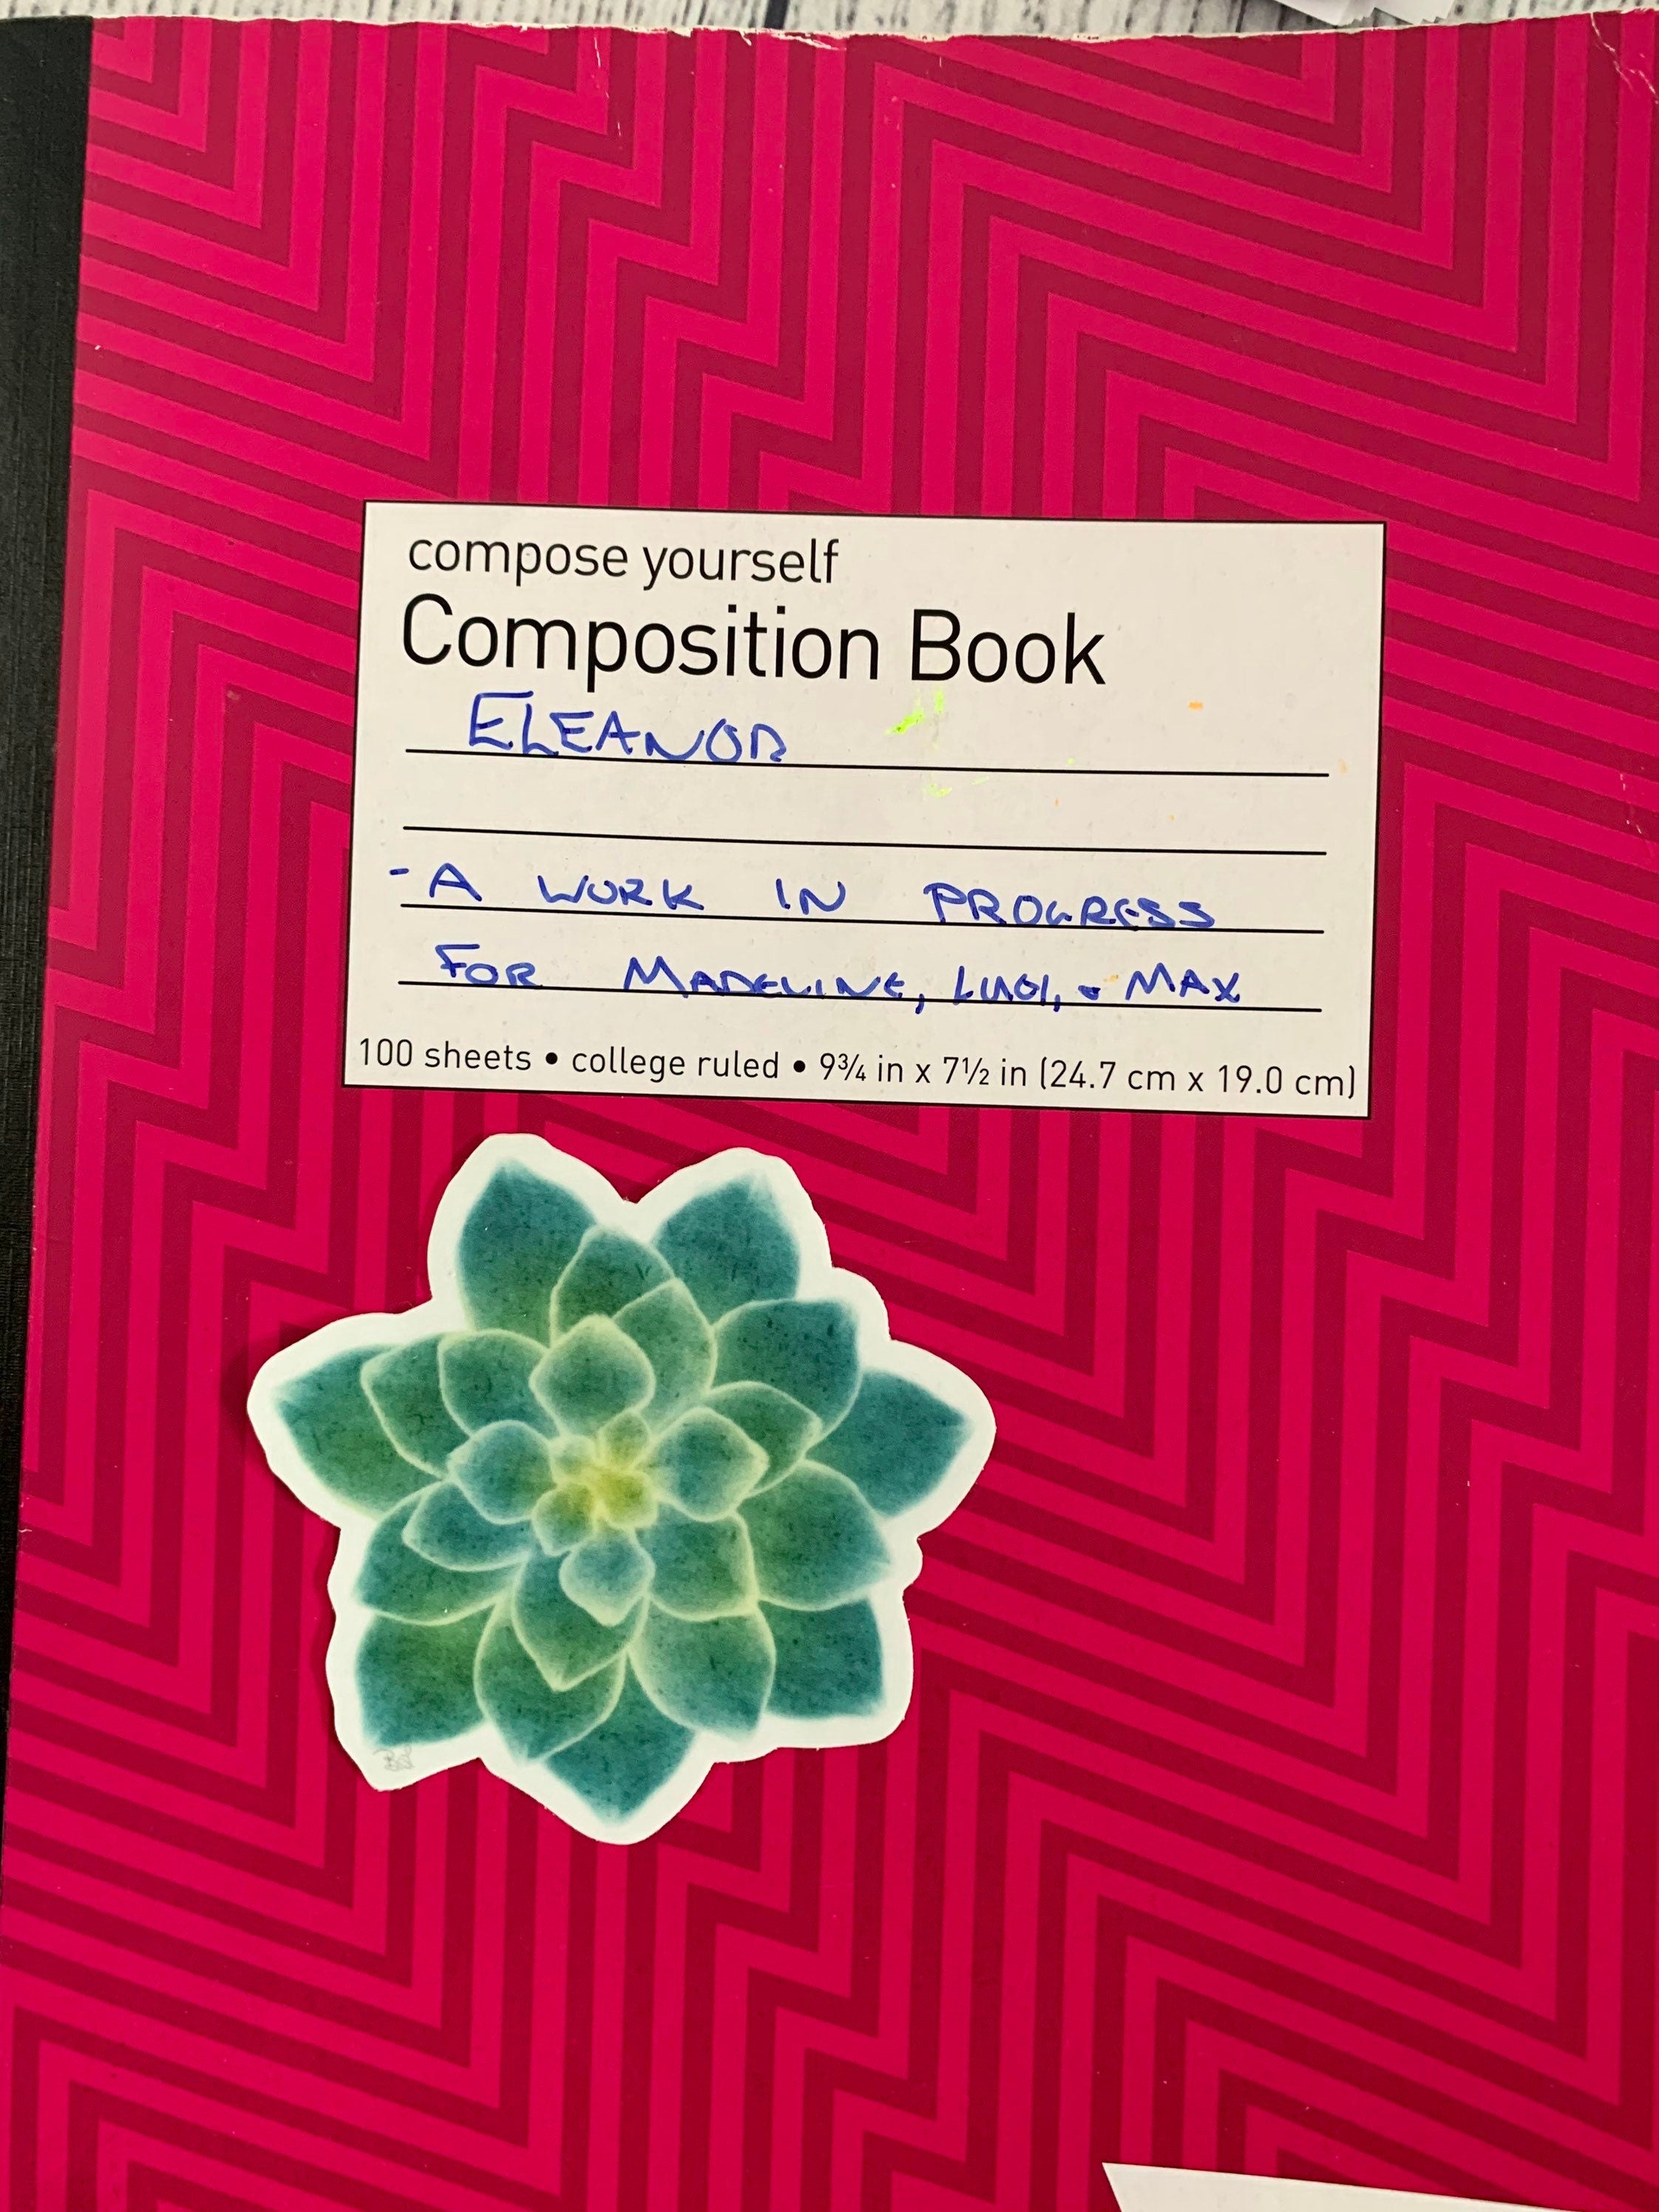 compose yourself
Composition Book
ELEANOR
- A WORK IN PROGRESS
FOR MADELINE, LUGI, & MAX
100 sheets • college ruled • 9¾ in x 7½ in (24.7 cm x 19.0 cm)